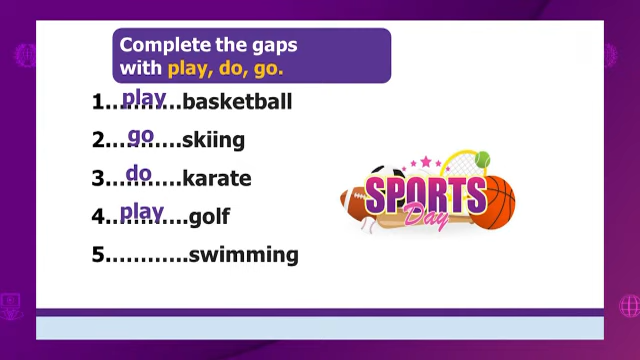 Complete the gaps
with play, do, go.
1....play....basketball
2....go....skiing
3....do....karate
4....play....golf
5............swimming
SPORTS
Day